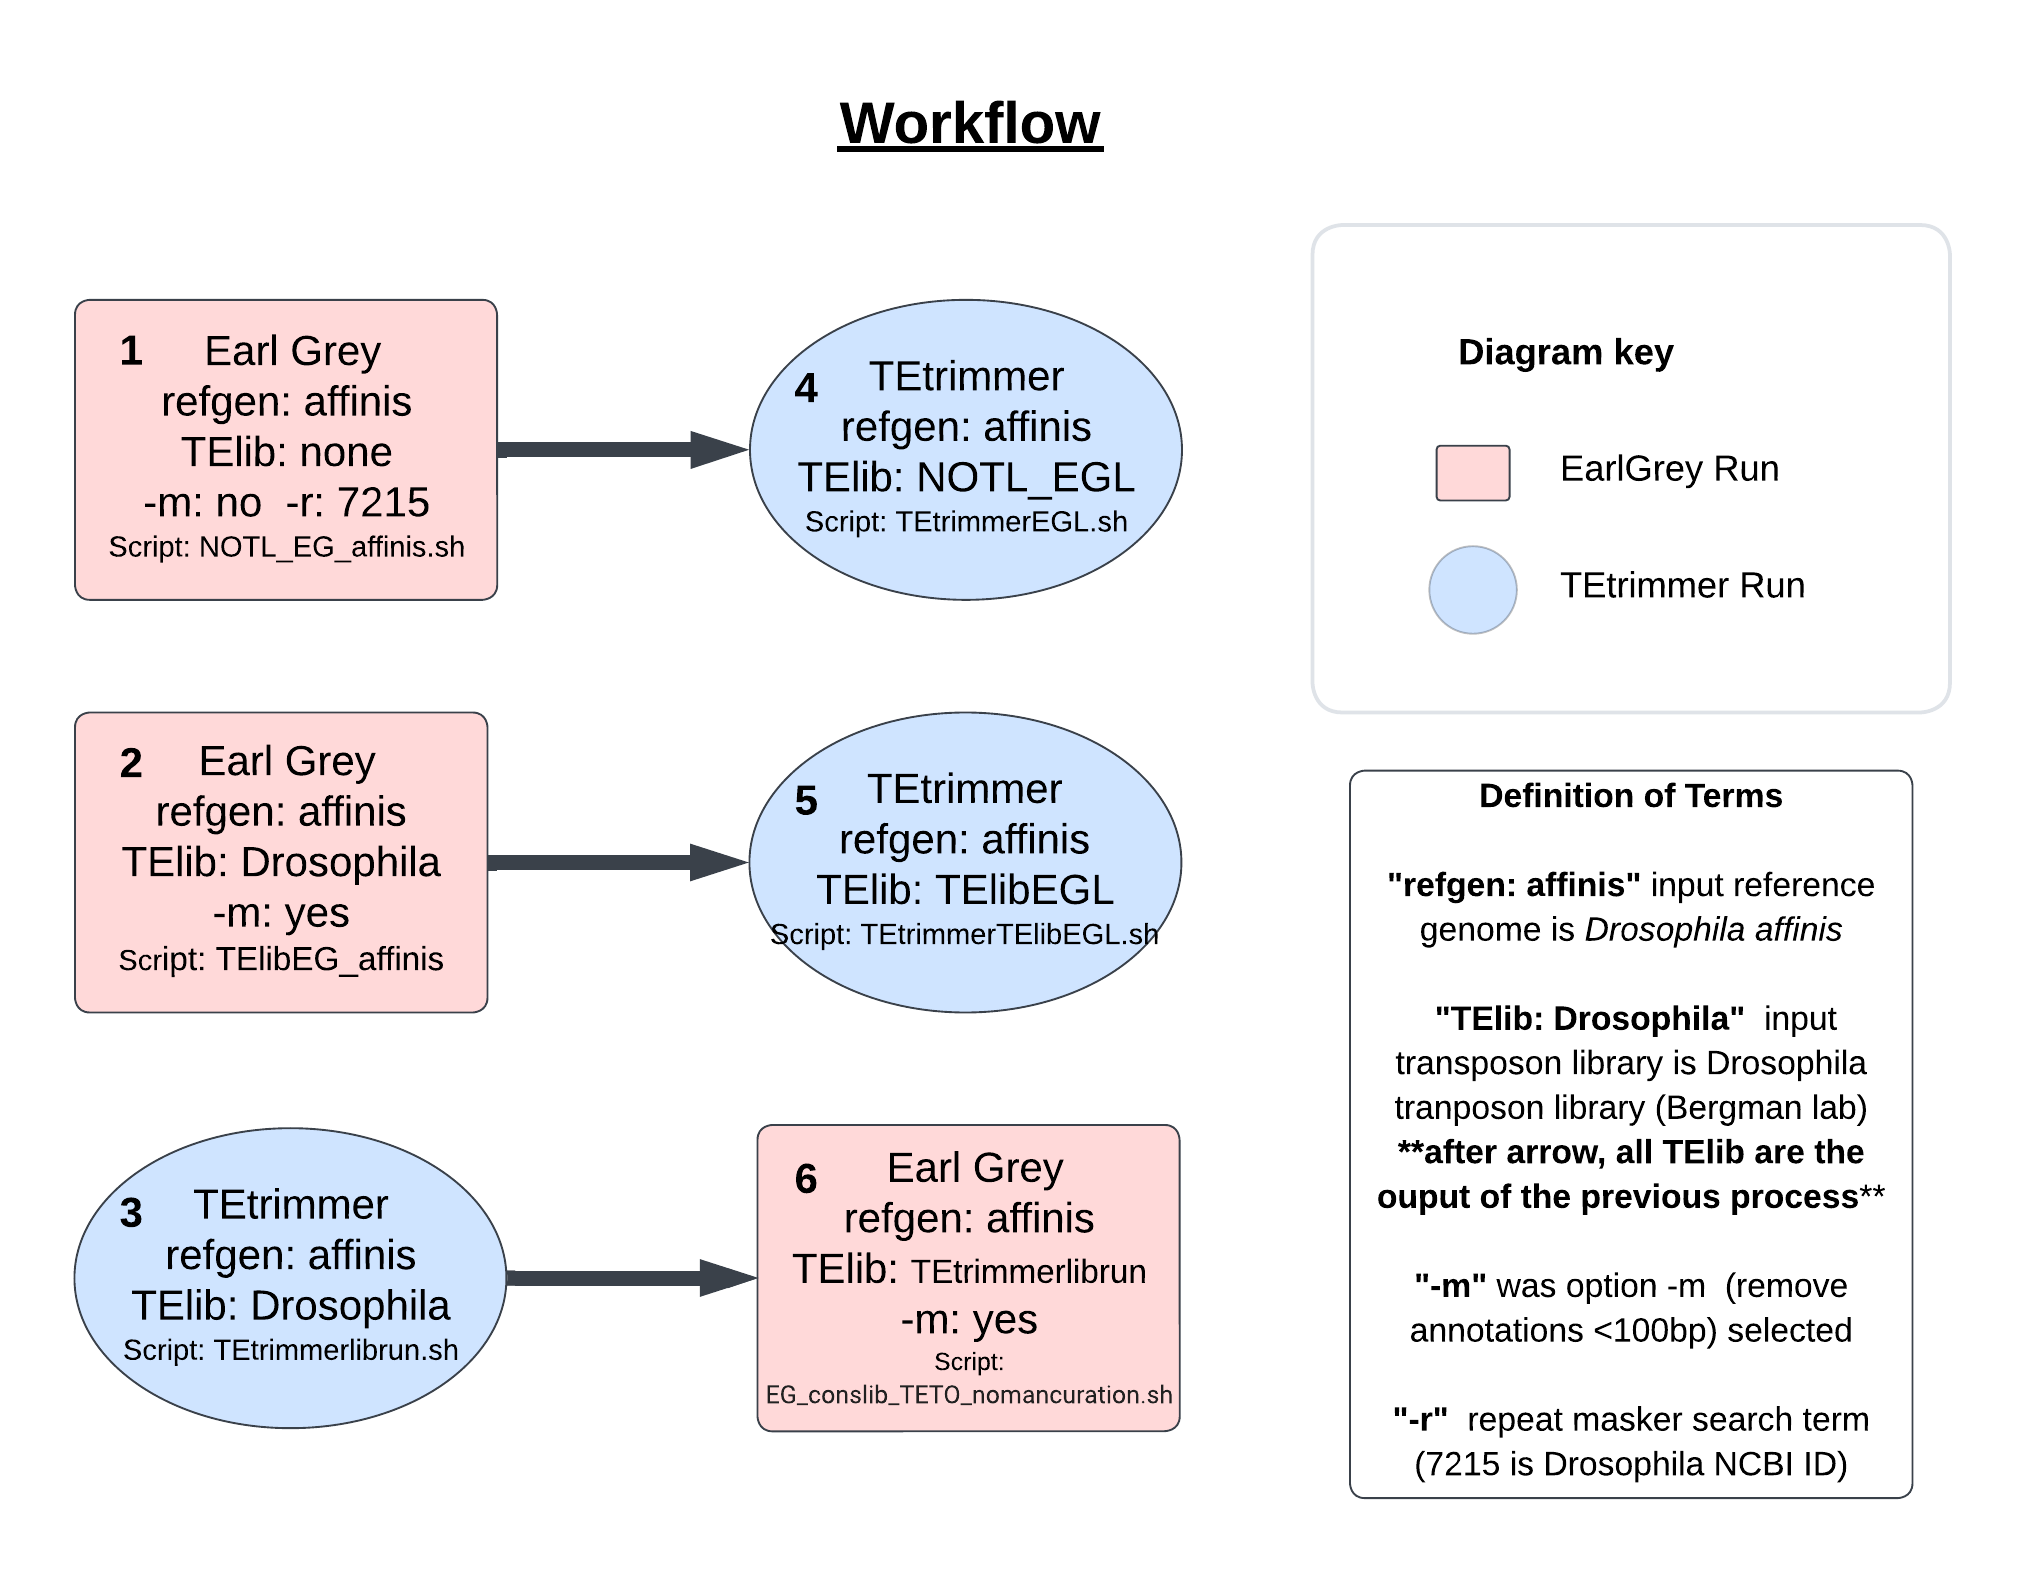 Workflow
1 Earl Grey
refgen: affinis
TElib: none
-m: no  -r: 7215
Script: NOTL_EG_affinis.sh
4 TEtrimmer
refgen: affinis
TElib: NOTL_EGL
Script: TEtrimmerEGL.sh
Diagram key
EarlGrey Run
TEtrimmer Run
2 Earl Grey
refgen: affinis
TElib: Drosophila
-m: yes
Script: TElibEG_affinis
5 TEtrimmer
refgen: affinis
TElib: TElibEGL
Script: TEtrimmerTElibEGL.sh
3 TEtrimmer
refgen: affinis
TElib: Drosophila
Script: TEtrimmerlibrun.sh
6 Earl Grey
refgen: affinis
TElib: TEtrimmerlibrun
-m: yes
Script:
EG_conslib_TETO_nomancuration.sh
Definition of Terms
"refgen: affinis" input reference
genome is Drosophila affinis
"TElib: Drosophila"  input
transposon library is Drosophila
tranposon library (Bergman lab)
**after arrow, all TElib are the
ouput of the previous process**
"-m" was option -m  (remove
annotations <100bp) selected
"-r"  repeat masker search term
(7215 is Drosophila NCBI ID)